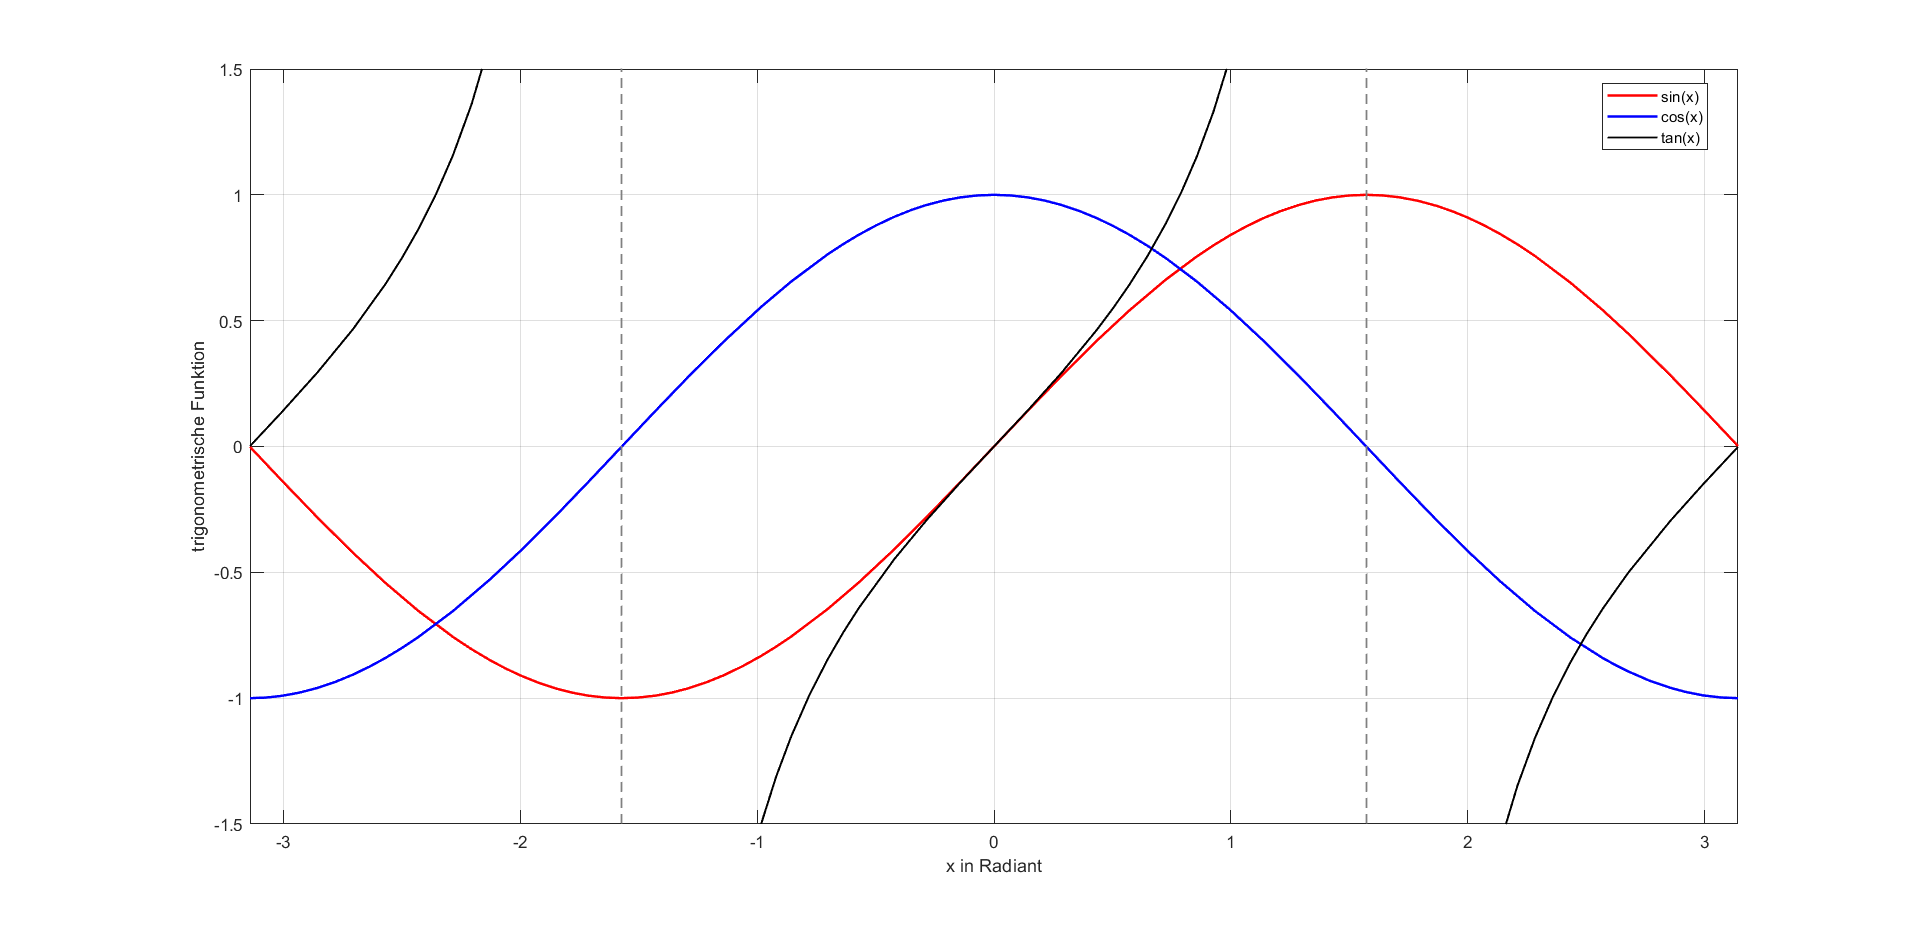 1.5
1
0.5
0
-0.5
-1
-1.5
trigonometrische Funktion
sin(x)
cos(x)
tan(x)
-3 -2 -1 0 1 2 3
x in Radiant